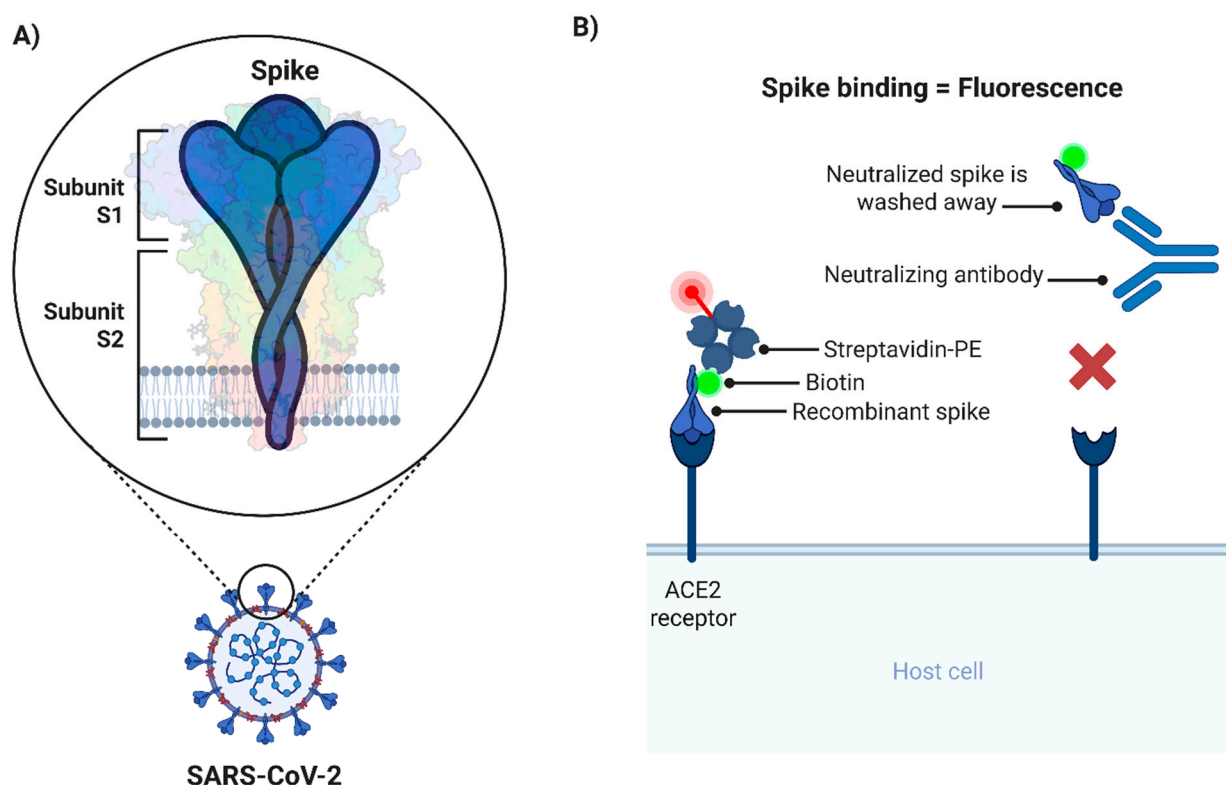 A)
Spike
Subunit
S1
Subunit
S2
SARS-CoV-2
B)
Spike binding = Fluorescence
Neutralized spike is
washed away
Neutralizing antibody
Streptavidin-PE
Biotin
Recombinant spike
ACE2
receptor
Host cell